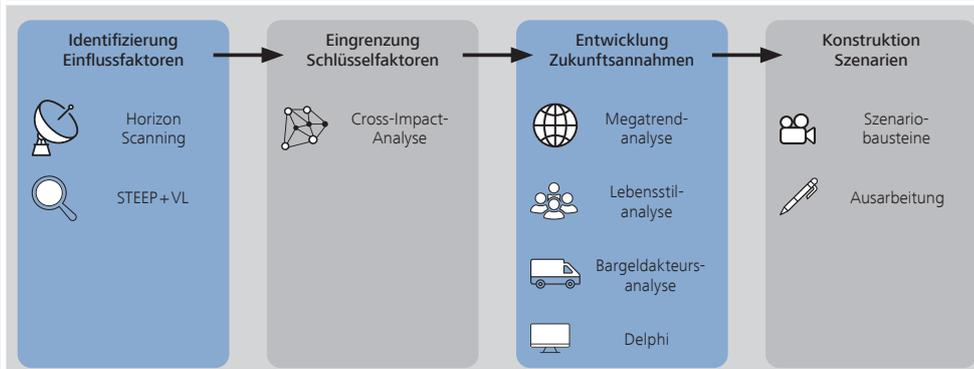 Identifizierung
Einflussfaktoren
Horizon
Scanning
STEEP+VL
Eingrenzung
Schlüsselfaktoren
Cross-Impact-
Analyse
Entwicklung
Zukunftsannahmen
Megatrend-
analyse
Lebensstil-
analyse
Bargeldakteurs-
analyse
Delphi
Konstruktion
Szenarien
Szenario-
bausteine
Ausarbeitung